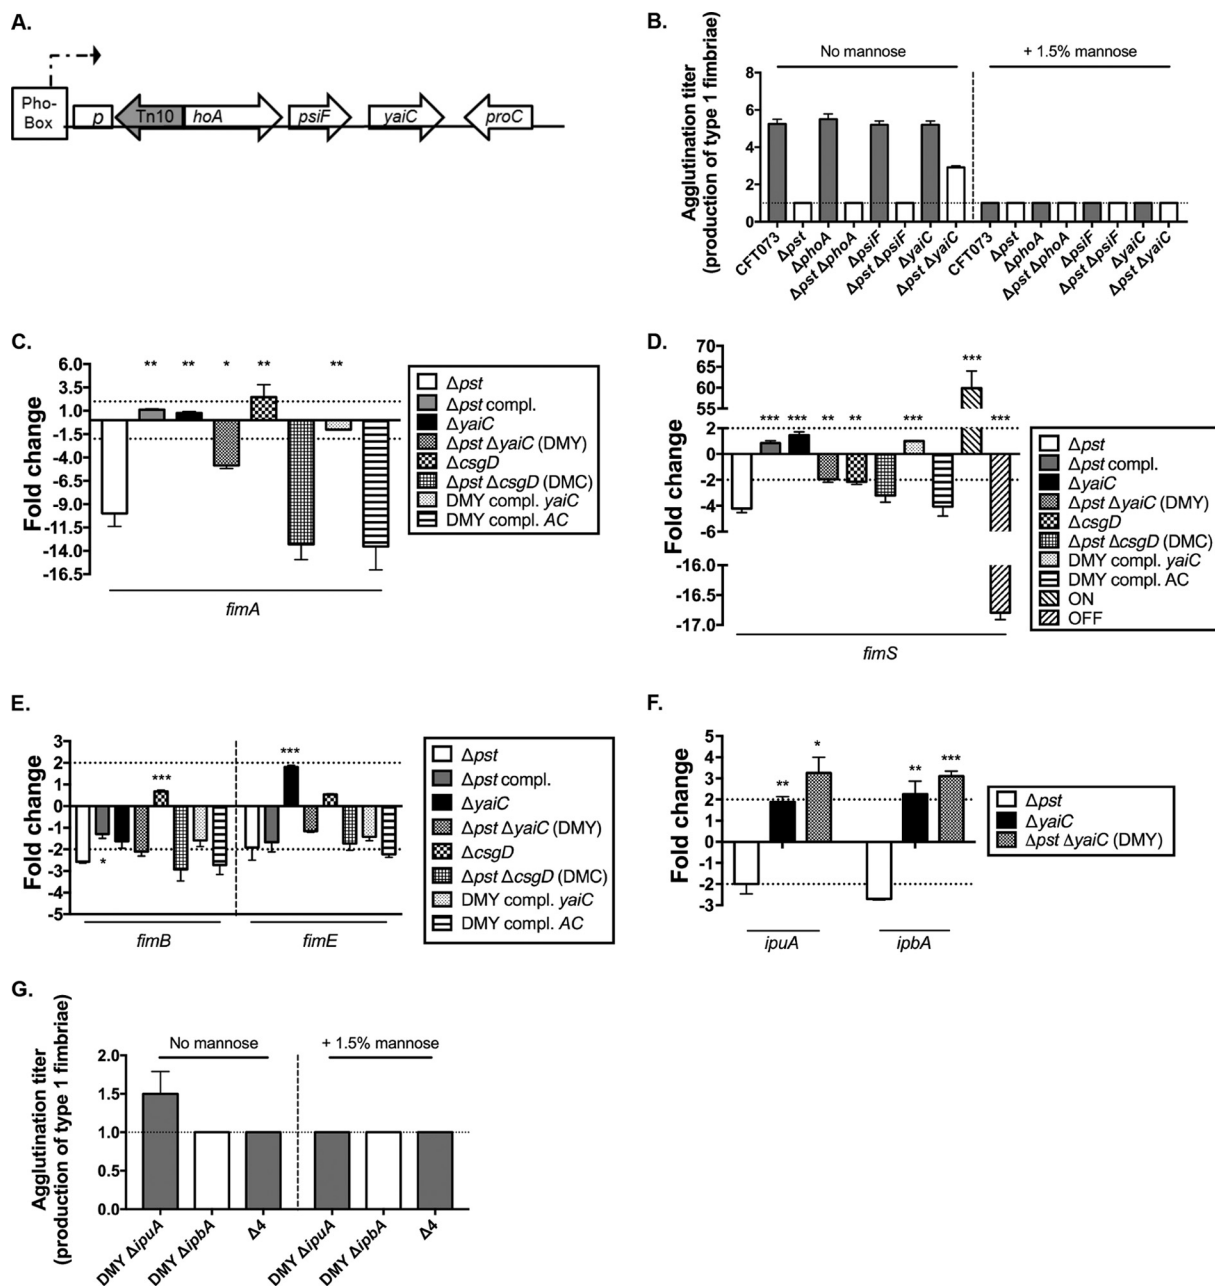 A.
Pho-
Box
p
Tn10
hoA
psiF
yaiC
proC
B.
No mannose
+ 1.5% mannose
Agglutination titer
(production of type 1 fimbriae)
8
6
4
2
0
CFT073
Δpst
ΔphoA
Δpst ΔphoA
ΔpsiF
Δpst ΔpsiF
ΔyaiC
Δpst ΔyaiC
CFT073
Δpst
ΔphoA
Δpst ΔphoA
ΔpsiF
Δpst ΔpsiF
ΔyaiC
Δpst ΔyaiC
C.
Fold change
6.0
3.5
1.0
-1.5
-4.0
-6.5
-9.0
-11.5
-14.0
-16.5
** ** * ** **
fimA
Δpst
Δpst compl.
ΔyaiC
Δpst ΔyaiC (DMY)
ΔcsgD
Δpst ΔcsgD (DMC)
DMY compl. yaiC
DMY compl. AC
D.
Fold change
70
65
60
55
2
0
-2
-4
-6
-16.0
-16.5
-17.0
***
*** *** ** ** *** ***
fimS
Δpst
Δpst compl.
ΔyaiC
Δpst ΔyaiC (DMY)
ΔcsgD
Δpst ΔcsgD (DMC)
DMY compl. yaiC
DMY compl. AC
ON
OFF
E.
Fold change
3
2
1
0
-1
-2
-3
-4
-5
***
***
*
fimB
fimE
Δpst
Δpst compl.
ΔyaiC
Δpst ΔyaiC (DMY)
ΔcsgD
Δpst ΔcsgD (DMC)
DMY compl. yaiC
DMY compl. AC
F.
Fold change
5
4
3
2
1
0
-1
-2
-3
** * ** ***
ipuA
ipbA
Δpst
ΔyaiC
Δpst ΔyaiC (DMY)
G.
Agglutination titer
(production of type 1 fimbriae)
No mannose
+ 1.5% mannose
2.0
1.5
1.0
0.5
0.0
DMY ΔipuA
DMY ΔipbA
Δ4
DMY ΔipuA
DMY ΔipbA
Δ4